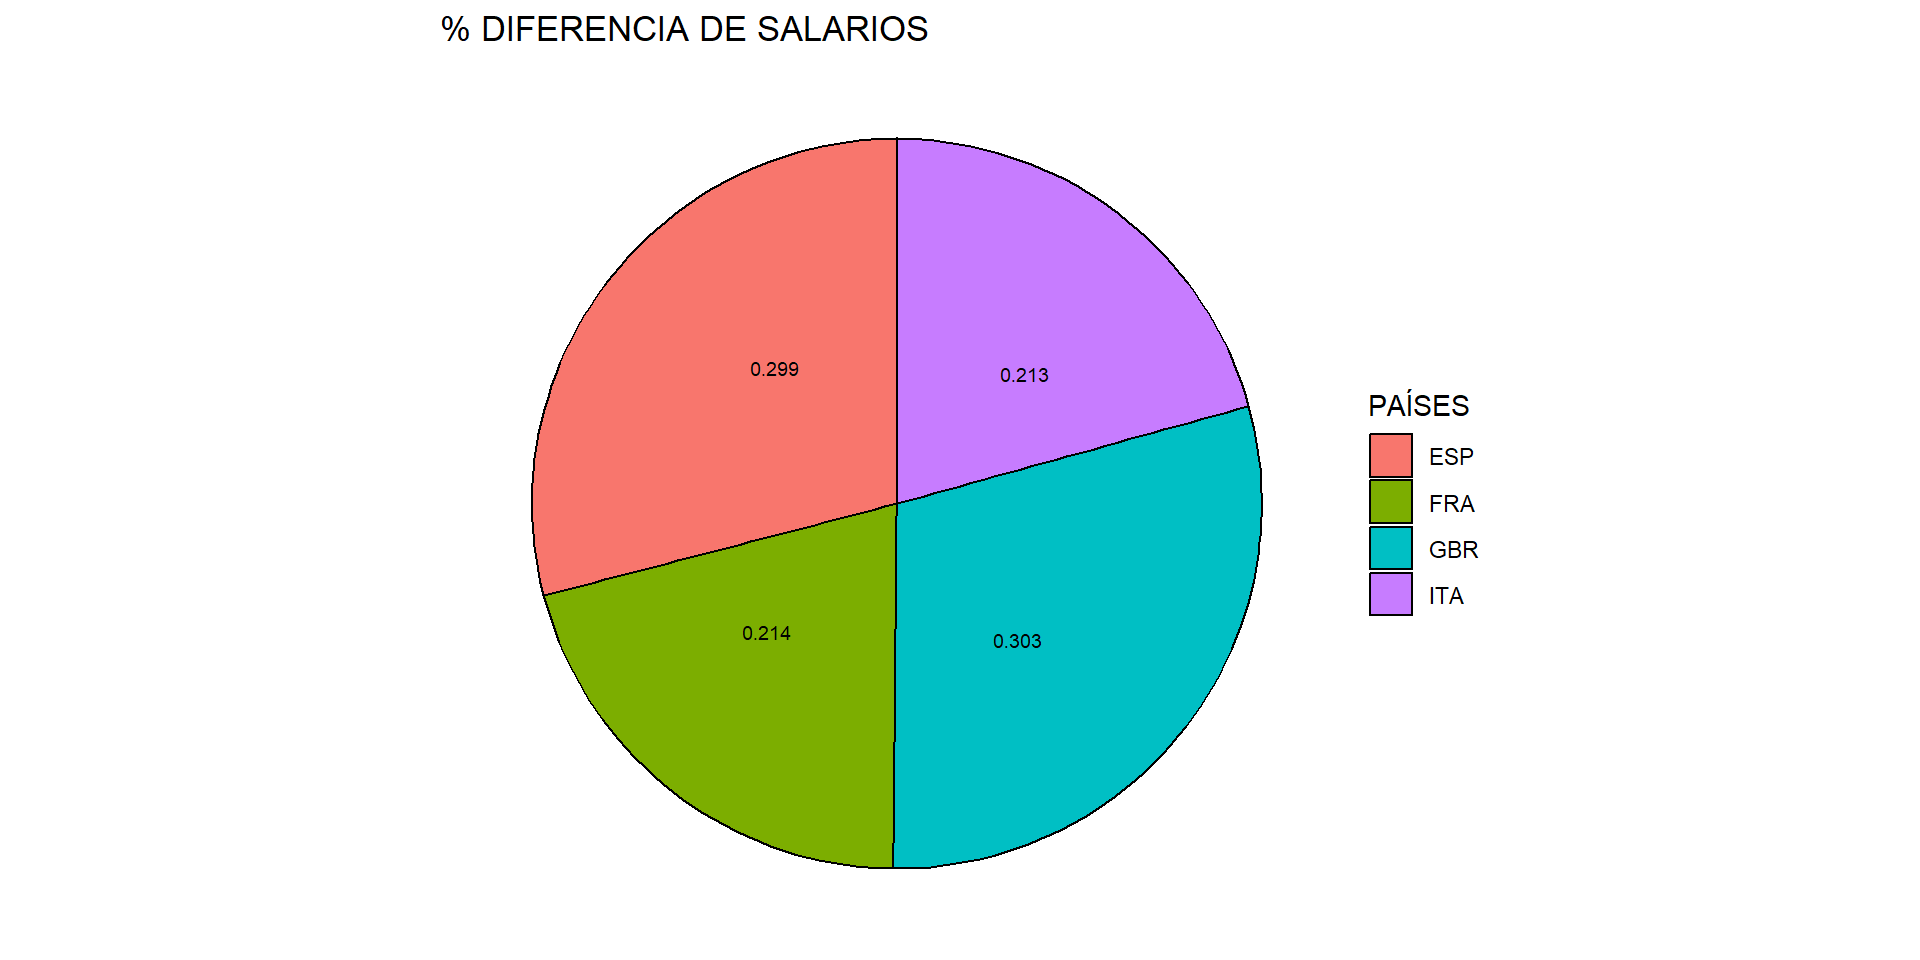 % DIFERENCIA DE SALARIOS
0.299
0.213
0.214
0.303
PAÍSES
ESP
FRA
GBR
ITA